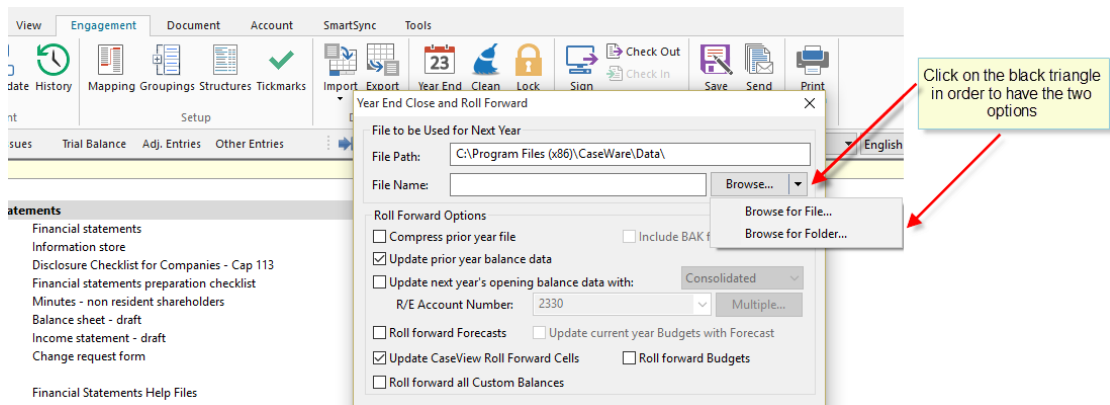 View Engagement Document Account SmartSync Tools
23
Check Out
Check In
date History Mapping Groupings Structures Tickmarks Import Export Year End Clean Lock Sign Save Send Print
Setup
Year End Close and Roll Forward
Click on the black triangle
in order to have the two
options
sues Trial Balance Adj. Entries Other Entries English
File to be Used for Next Year
File Path: C:\Program Files (x86)\CaseWare\Data\
File Name: Browse...
Browse for File...
Browse for Folder...
atements
Financial statements
Information store
Disclosure Checklist for Companies - Cap 113
Financial statements preparation checklist
Minutes - non resident shareholders
Balance sheet - draft
Income statement - draft
Change request form
Financial Statements Help Files
Roll Forward Options
Compress prior year file Include BAK f
Update prior year balance data
Update next year's opening balance data with: Consolidated
R/E Account Number: 2330 Multiple...
Roll forward Forecasts Update current year Budgets with Forecast
Update CaseView Roll Forward Cells Roll forward Budgets
Roll forward all Custom Balances